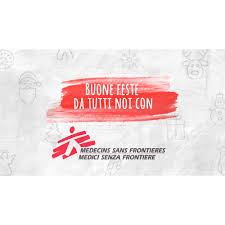 BUONE FESTE
DA TUTTI NOI CON
MEDECINS SANS FRONTIERES
MEDICI SENZA FRONTIERE